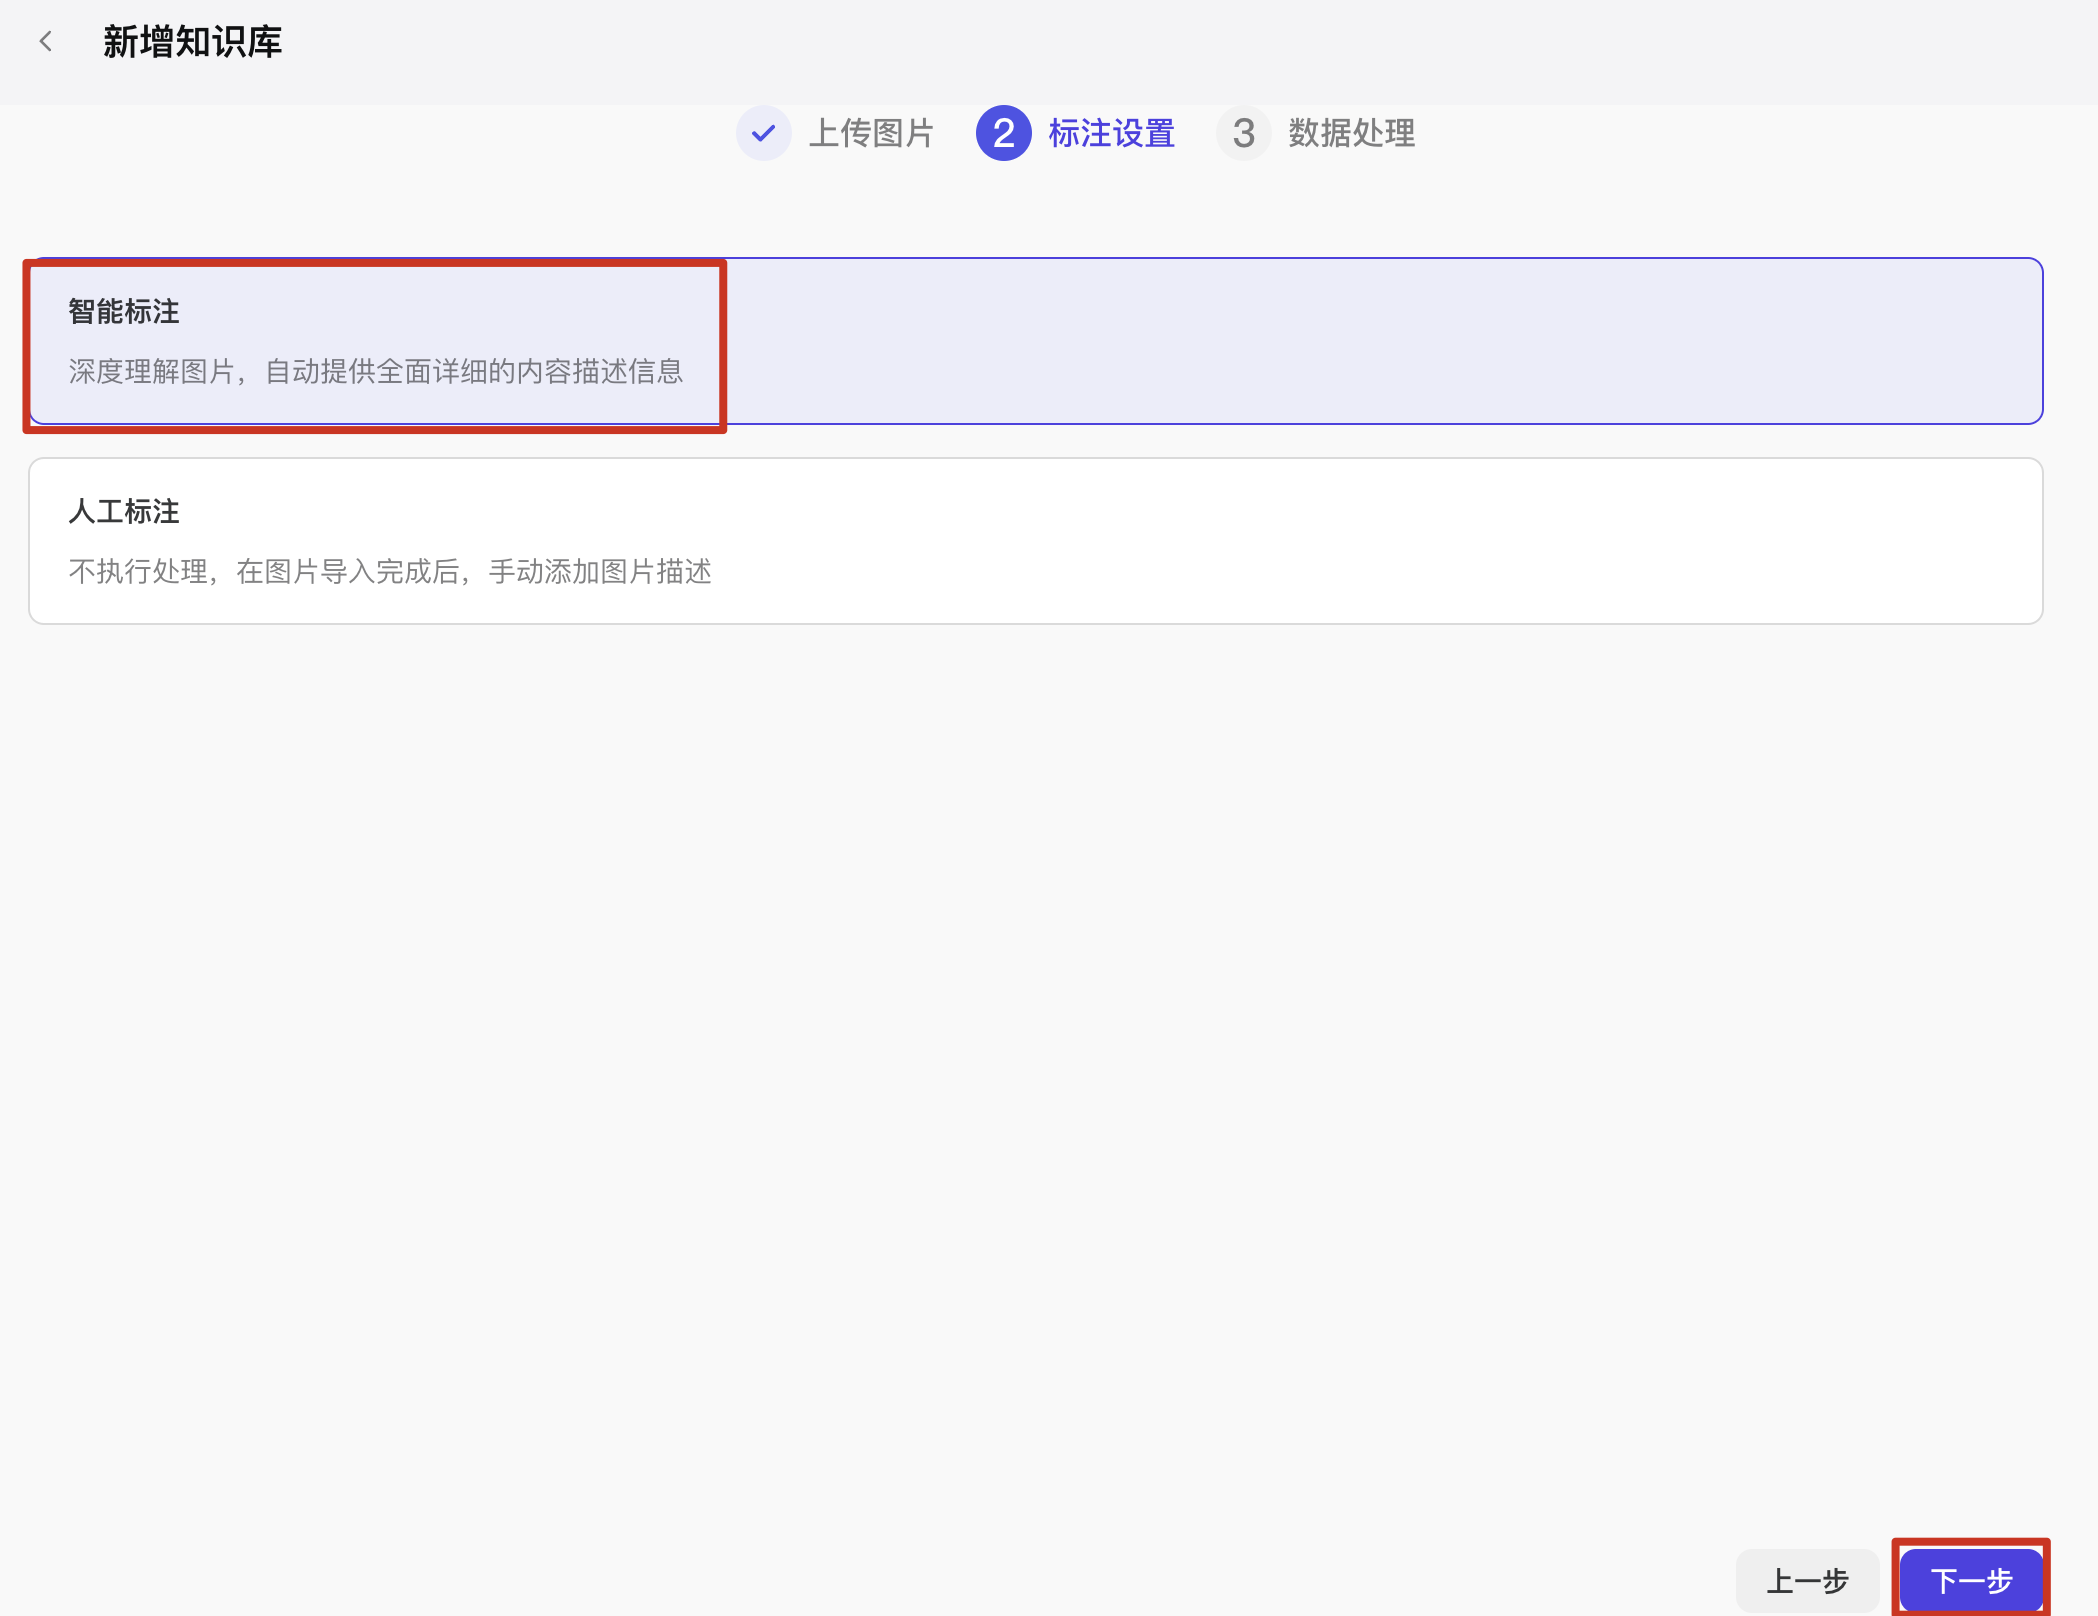 新增知识库
上传图片 2 标注设置 3 数据处理
智能标注
深度理解图片，自动提供全面详细的内容描述信息
人工标注
不执行处理，在图片导入完成后，手动添加图片描述
上一步 下一步